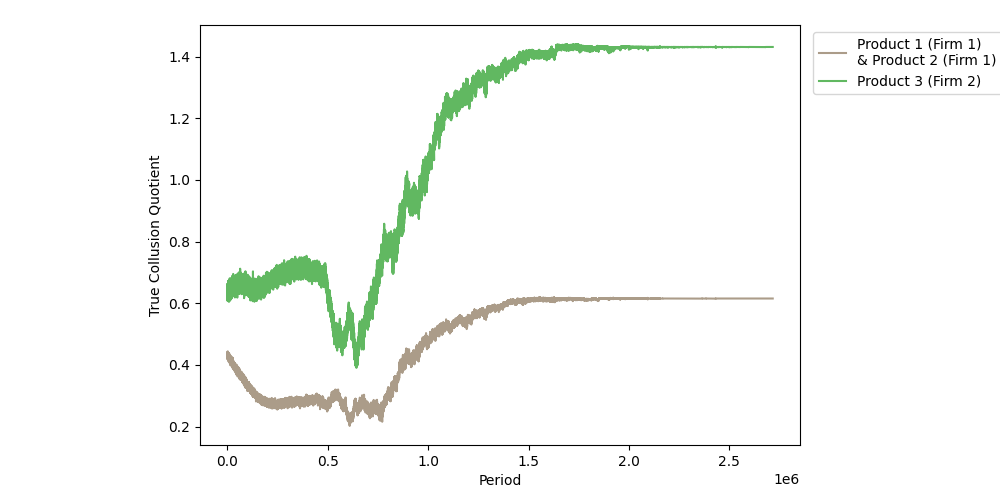 1.4
1.2
1.0
0.8
0.6
0.4
0.2
True Collusion Quotient
0.0
0.5
1.0
1.5
2.0
2.5
1e6
Period
Product 1 (Firm 1)
& Product 2 (Firm 1)
Product 3 (Firm 2)